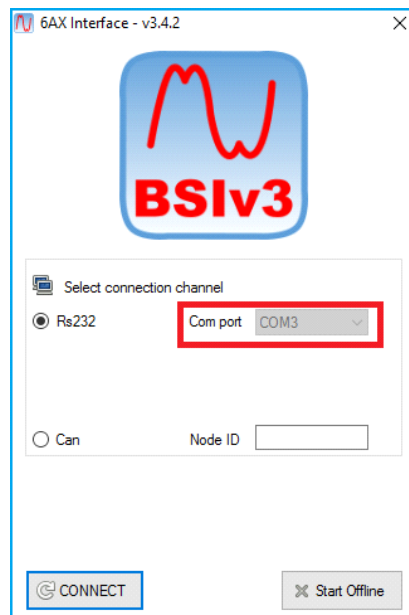 6AX Interface - v3.4.2
BSIv3
Select connection channel
Rs232 Com port COM3
Can Node ID
CONNECT Start Offline